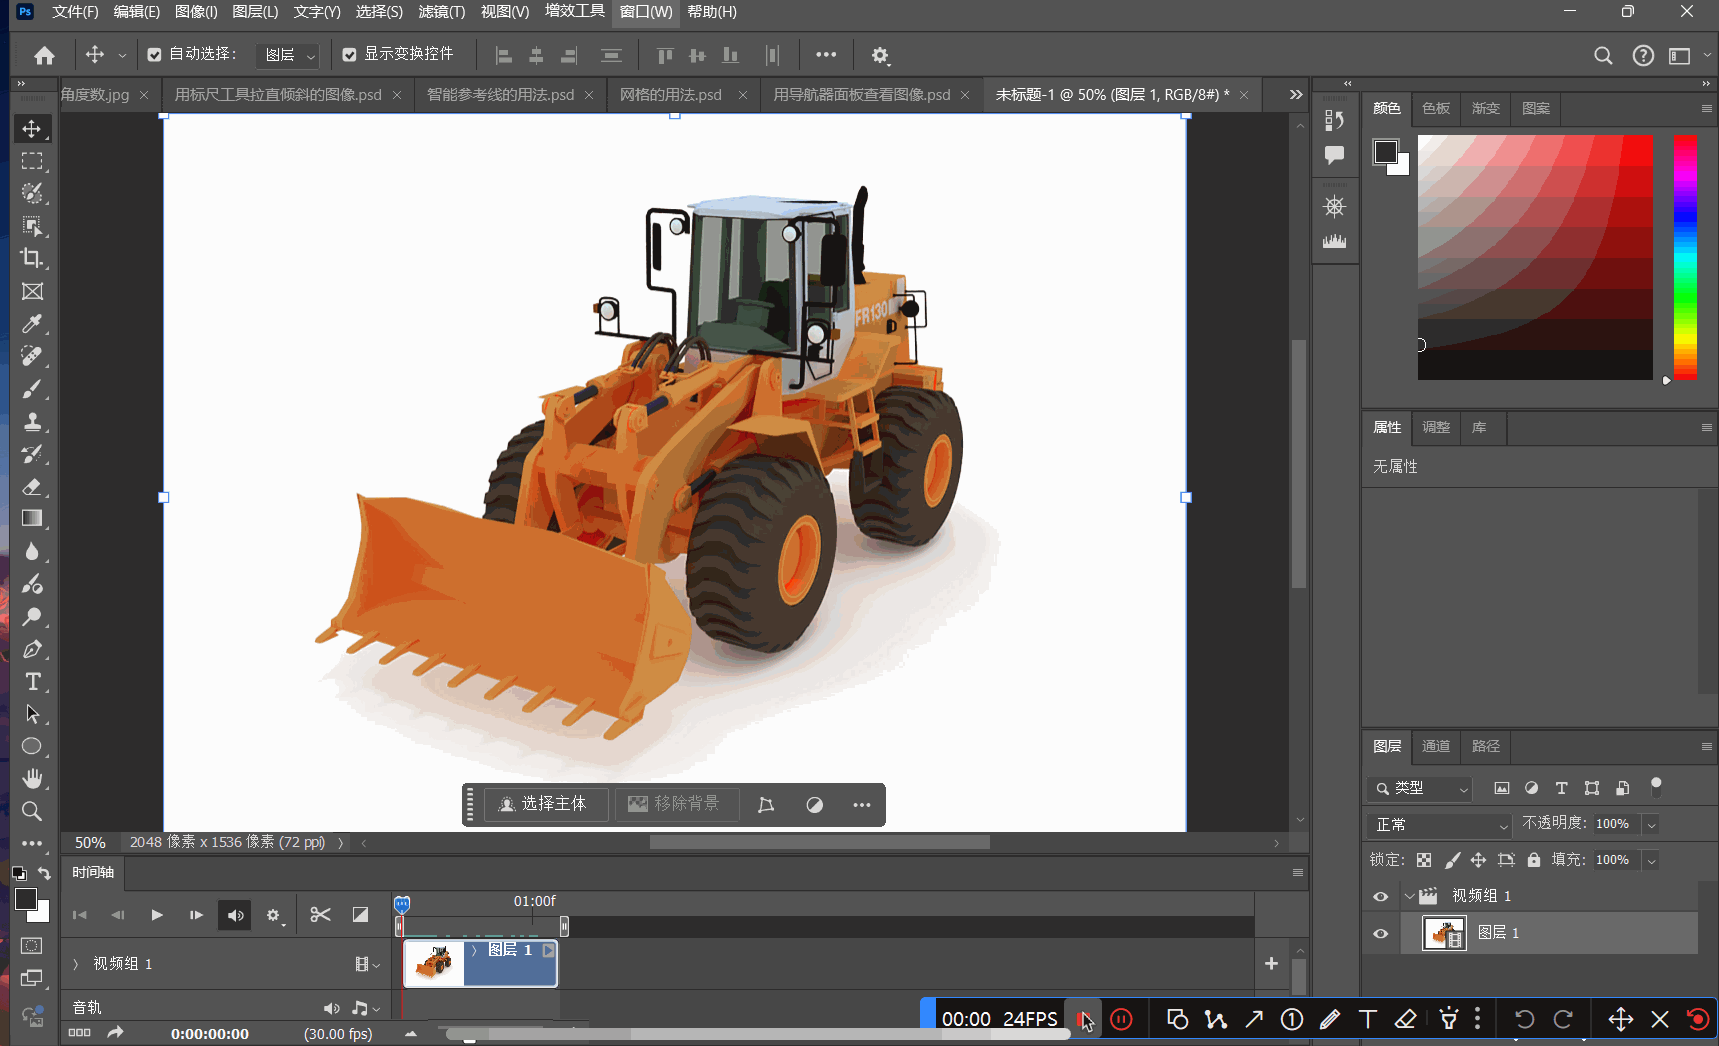 Ps 文件(F) 编辑(E) 图像(I) 图层(L) 文字(Y) 选择(S) 滤镜(T) 视图(V) 增效工具 窗口(W) 帮助(H)
自动选择： 图层 显示变换控件
角度数.jpg 用标尺工具拉直倾斜的图像.psd 智能参考线的用法.psd 网格的用法.psd 用导航器面板查看图像.psd 未标题-1 @ 50% (图层 1, RGB/8#) *
颜色 色板 渐变 图案
FR130
属性 调整 库
无属性
图层 通道 路径
类型
正常 不透明度: 100%
锁定: 填充: 100%
视频组 1
图层 1
选择主体 移除背景
50% 2048 像素 x 1536 像素 (72 ppi)
时间轴
01:00f
图层 1
视频组 1
音轨
0:00:00:00 (30.00 fps)
00:00 24FPS